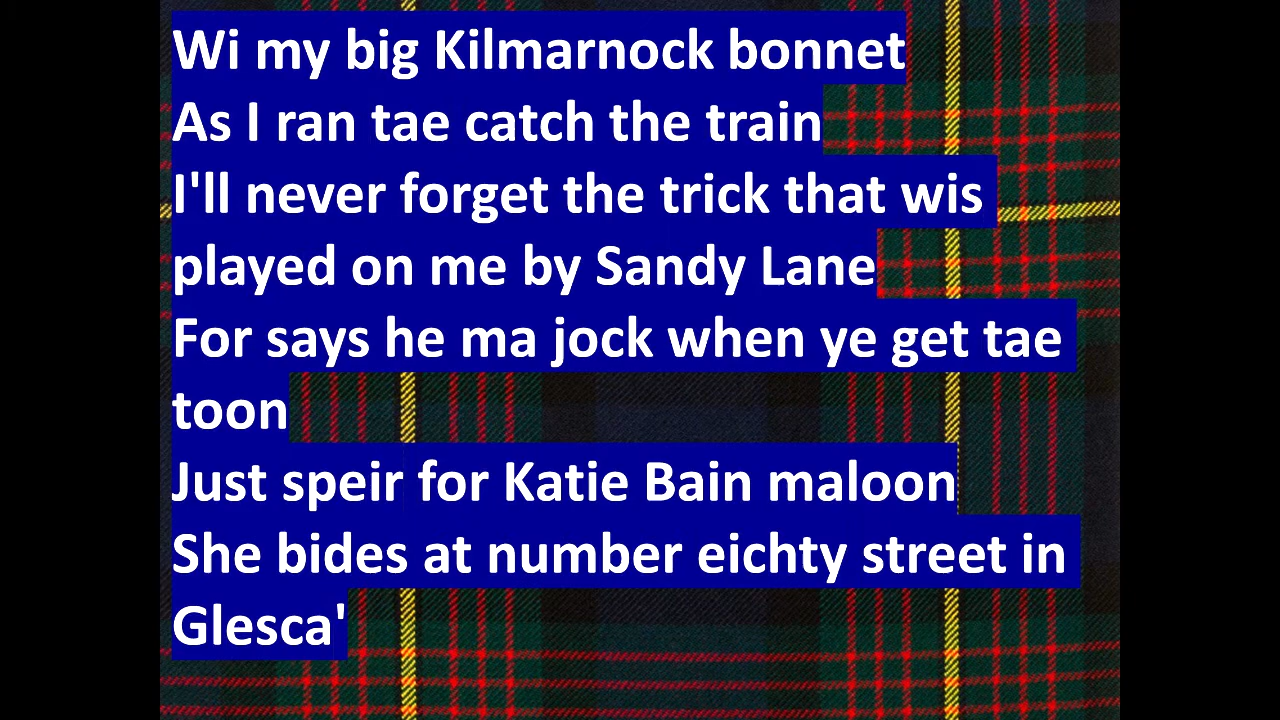 Wi my big Kilmarnock bonnet
As I ran tae catch the train
I'll never forget the trick that wis
played on me by Sandy Lane
For says he ma jock when ye get tae
toon
Just speir for Katie Bain maloon
She bides at number eichty street in
Glesca'